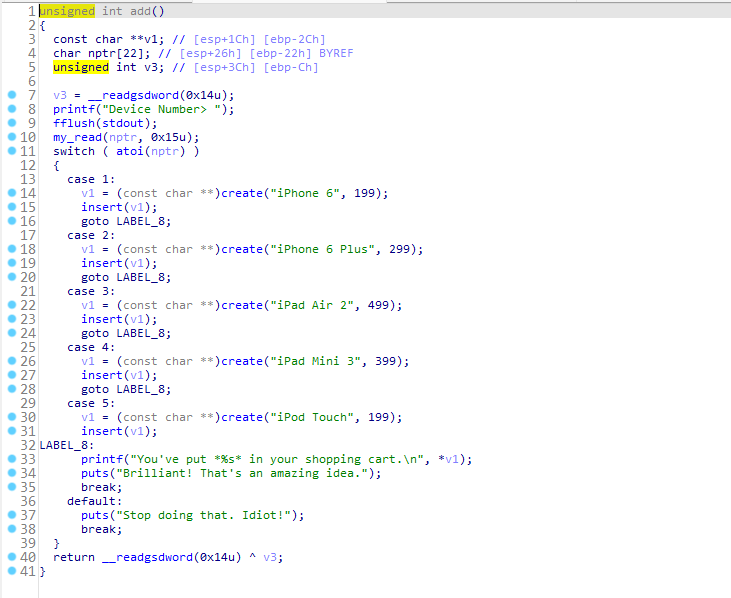 1 unsigned int add()
2 {
3   const char **v1; // [esp+1Ch] [ebp-2Ch]
4   char nptr[22]; // [esp+26h] [ebp-22h] BYREF
5   unsigned int v3; // [esp+3Ch] [ebp-Ch]
6
7   v3 = __readgsdword(0x14u);
8   printf("Device Number> ");
9   fflush(stdout);
10   my_read(nptr, 0x15u);
11   switch ( atoi(nptr) )
12   {
13     case 1:
14       v1 = (const char **)create("iPhone 6", 199);
15       insert(v1);
16       goto LABEL_8;
17     case 2:
18       v1 = (const char **)create("iPhone 6 Plus", 299);
19       insert(v1);
20       goto LABEL_8;
21     case 3:
22       v1 = (const char **)create("iPad Air 2", 499);
23       insert(v1);
24       goto LABEL_8;
25     case 4:
26       v1 = (const char **)create("iPad Mini 3", 399);
27       insert(v1);
28       goto LABEL_8;
29     case 5:
30       v1 = (const char **)create("iPod Touch", 199);
31       insert(v1);
32 LABEL_8:
33       printf("You've put *%s* in your shopping cart.\n", *v1);
34       puts("Brilliant! That's an amazing idea.");
35       break;
36     default:
37       puts("Stop doing that. Idiot!");
38       break;
39   }
40   return __readgsdword(0x14u) ^ v3;
41 }